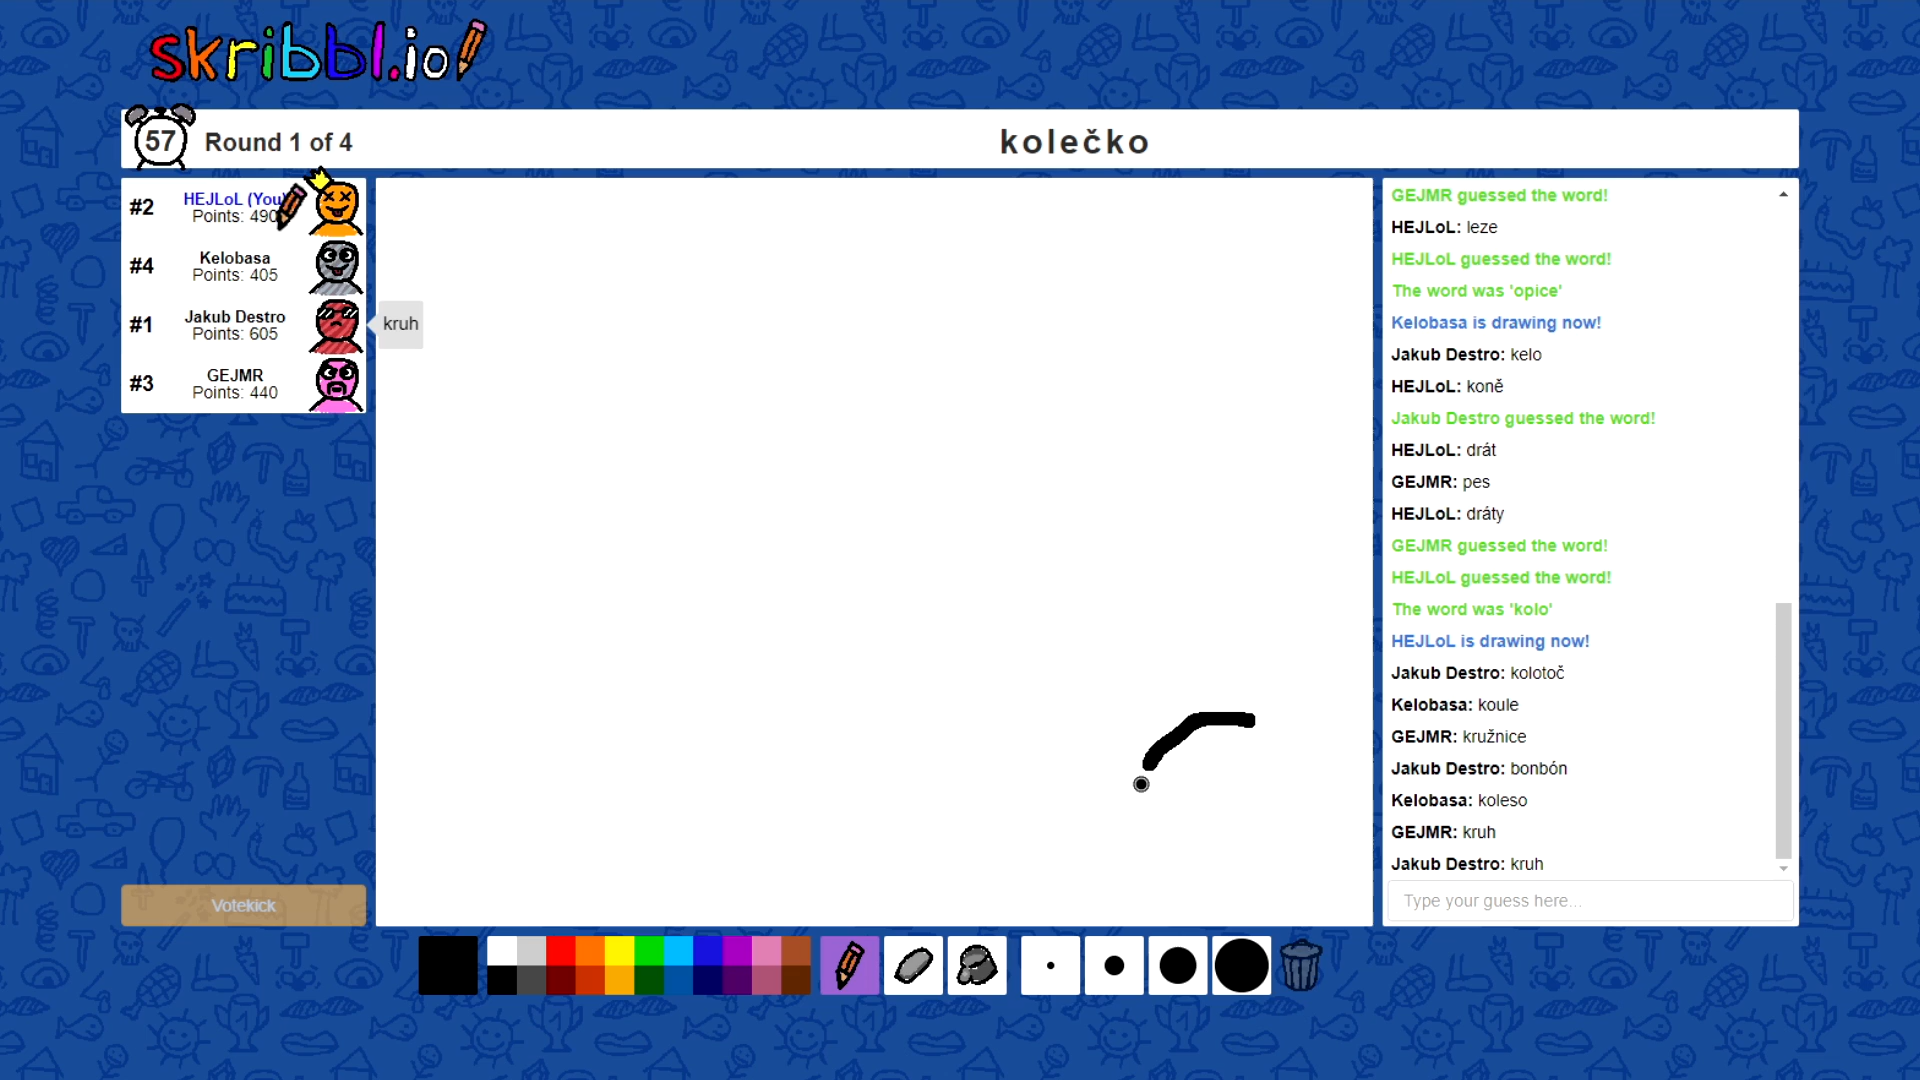 skribbl.io
57
Round 1 of 4
kolečko
#2
HEJLoL (You)
Points: 490
#4
Kelobasa
Points: 405
#1
Jakub Destro
Points: 605
kruh
#3
GEJMR
Points: 440
GEJMR guessed the word!
HEJLoL: leze
HEJLoL guessed the word!
The word was 'opice'
Kelobasa is drawing now!
Jakub Destro: kelo
HEJLoL: koně
Jakub Destro guessed the word!
HEJLoL: drát
GEJMR: pes
HEJLoL: dráty
GEJMR guessed the word!
HEJLoL guessed the word!
The word was 'kolo'
HEJLoL is drawing now!
Jakub Destro: kolotoč
Kelobasa: koule
GEJMR: kružnice
Jakub Destro: bonbón
Kelobasa: koleso
GEJMR: kruh
Jakub Destro: kruh
Type your guess here...
Votekick